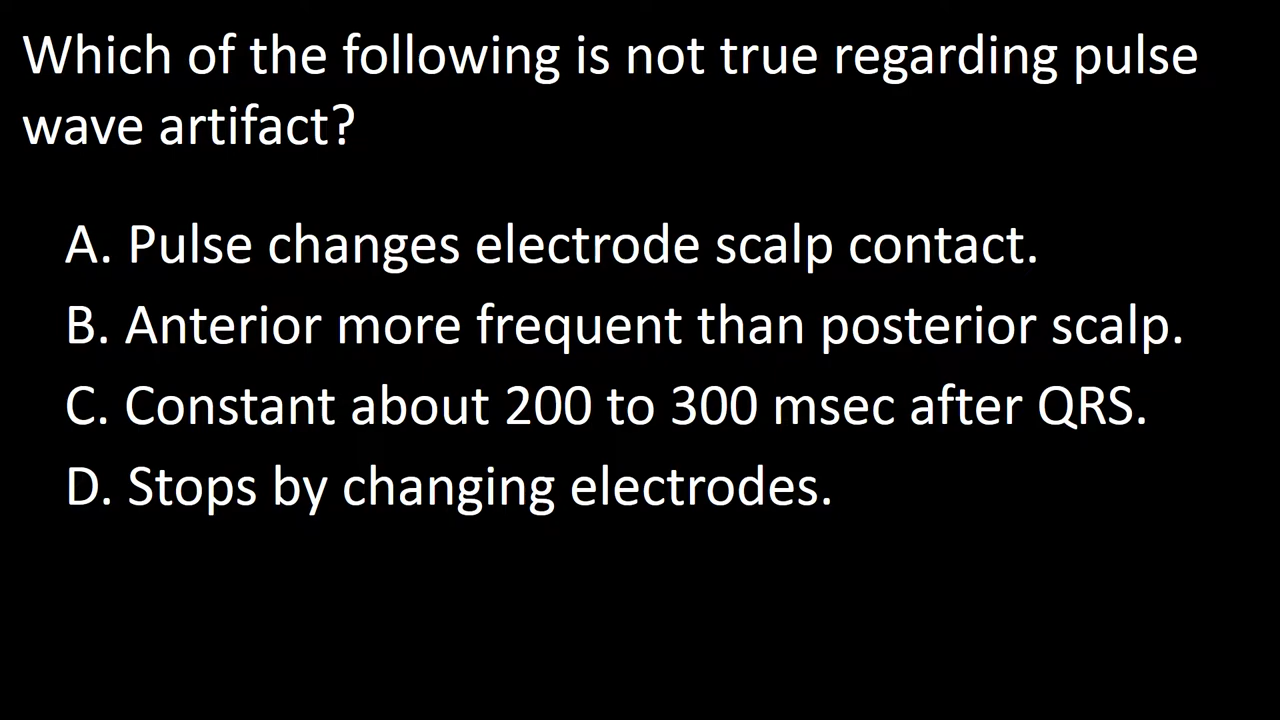 Which of the following is not true regarding pulse
wave artifact?
A. Pulse changes electrode scalp contact.
B. Anterior more frequent than posterior scalp.
C. Constant about 200 to 300 msec after QRS.
D. Stops by changing electrodes.